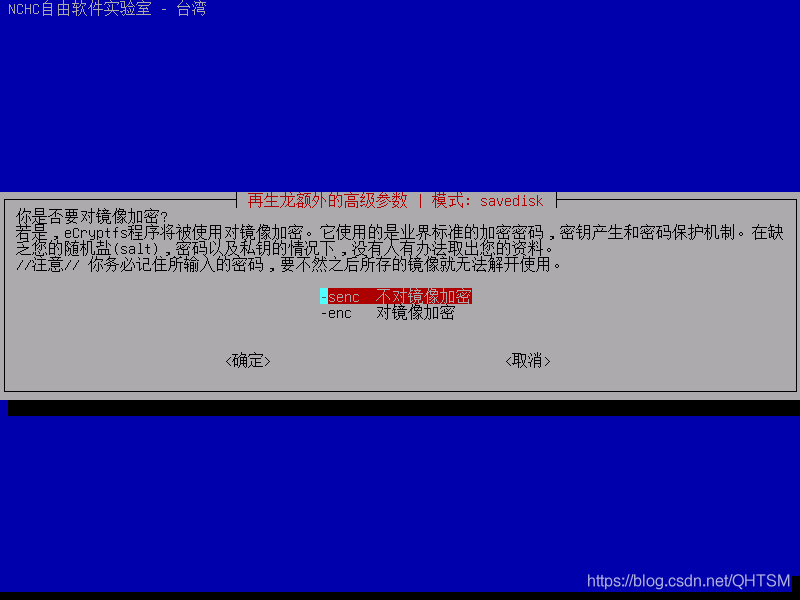 NCHC自由软件实验室 - 台湾
再生龙额外的高级参数 | 模式: savedisk
你是否要对镜像加密?
若是,eCryptfs程序将被使用对镜像加密。它使用的是业界标准的加密密码,密钥产生和密码保护机制。在缺
乏您的随机盐(salt),密码以及私钥的情况下,没有人有办法取出您的资料。
//注意// 你务必记住所输入的密码,要不然之后所存的镜像就无法解开使用。
-senc 不对镜像加密
-enc 对镜像加密
<确定> <取消>
https://blog.csdn.net/QHTSM